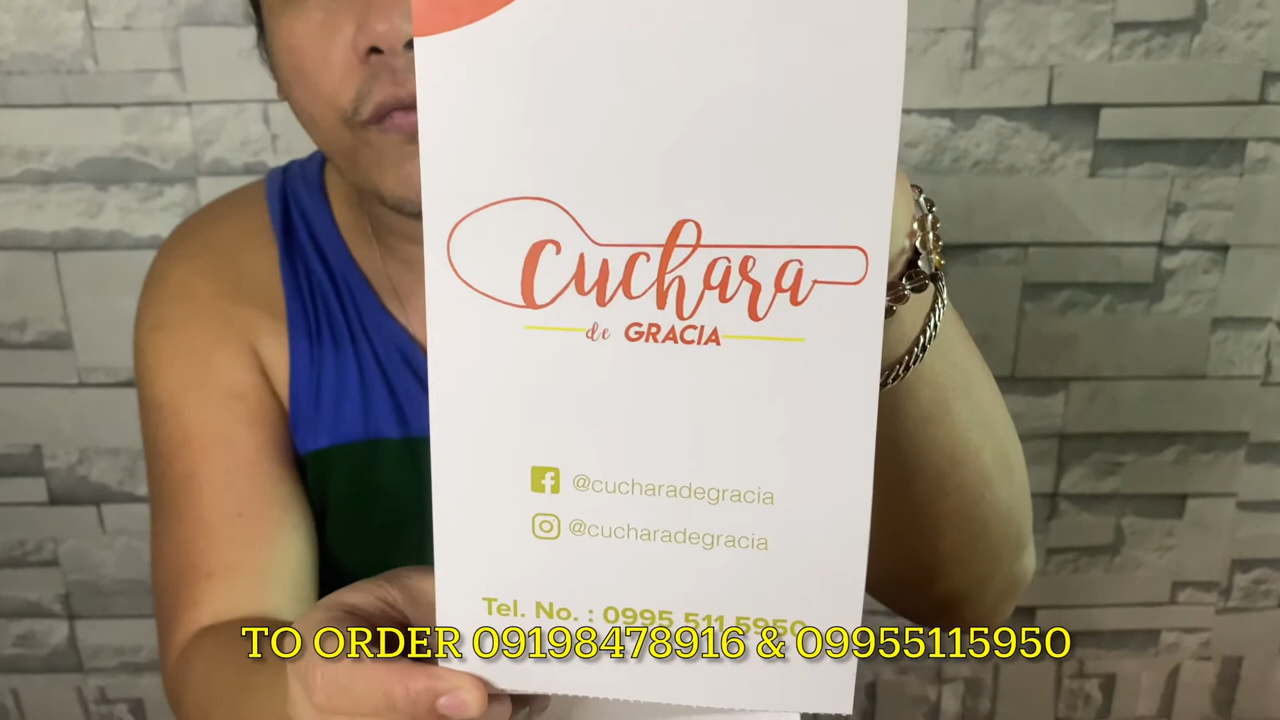 cuchara
de GRACIA
@cucharadegracia
@cucharadegracia
Tel. No. : 0995 511 5950
TO ORDER 09198478916 & 09955115950